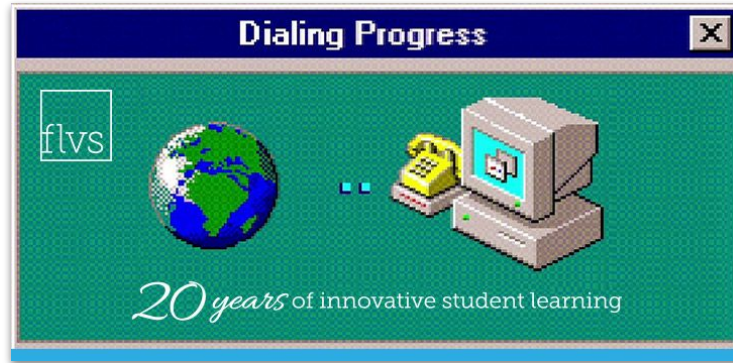 Dialing Progress
flvs
20 years of innovative student learning